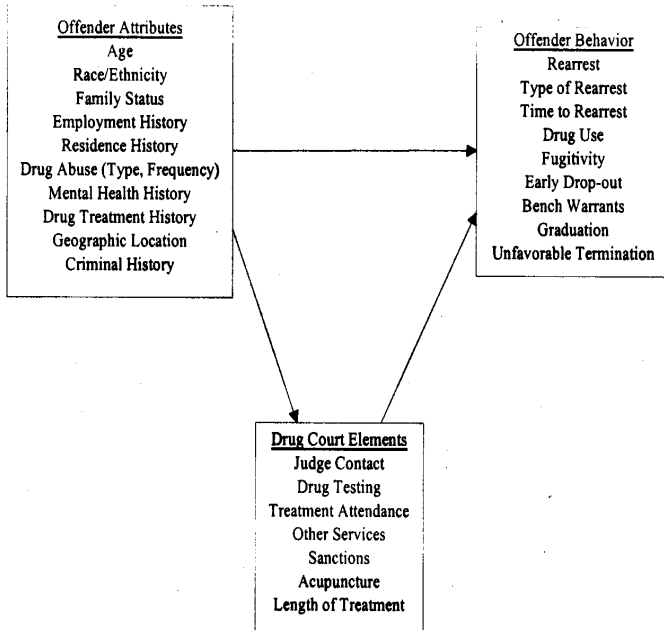 Offender Attributes
Age
Race/Ethnicity
Family Status
Employment History
Residence History
Drug Abuse (Type, Frequency)
Mental Health History
Drug Treatment History
Geographic Location
Criminal History
Offender Behavior
Rearrest
Type of Rearrest
Time to Rearrest
Drug Use
Fugitivity
Early Drop-out
Bench Warrants
Graduation
Unfavorable Termination
Drug Court Elements
Judge Contact
Drug Testing
Treatment Attendance
Other Services
Sanctions
Acupuncture
Length of Treatment